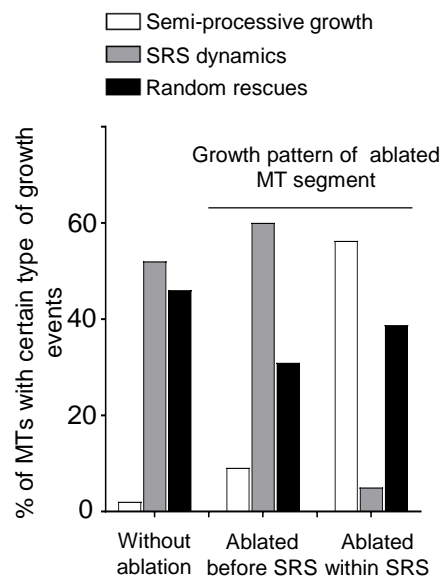 Semi-processive growth
SRS dynamics
Random rescues
Growth pattern of ablated
MT segment
% of MTs with certain type of growth
events
60
40
20
0
Without
ablation
Ablated
before SRS
Ablated
within SRS